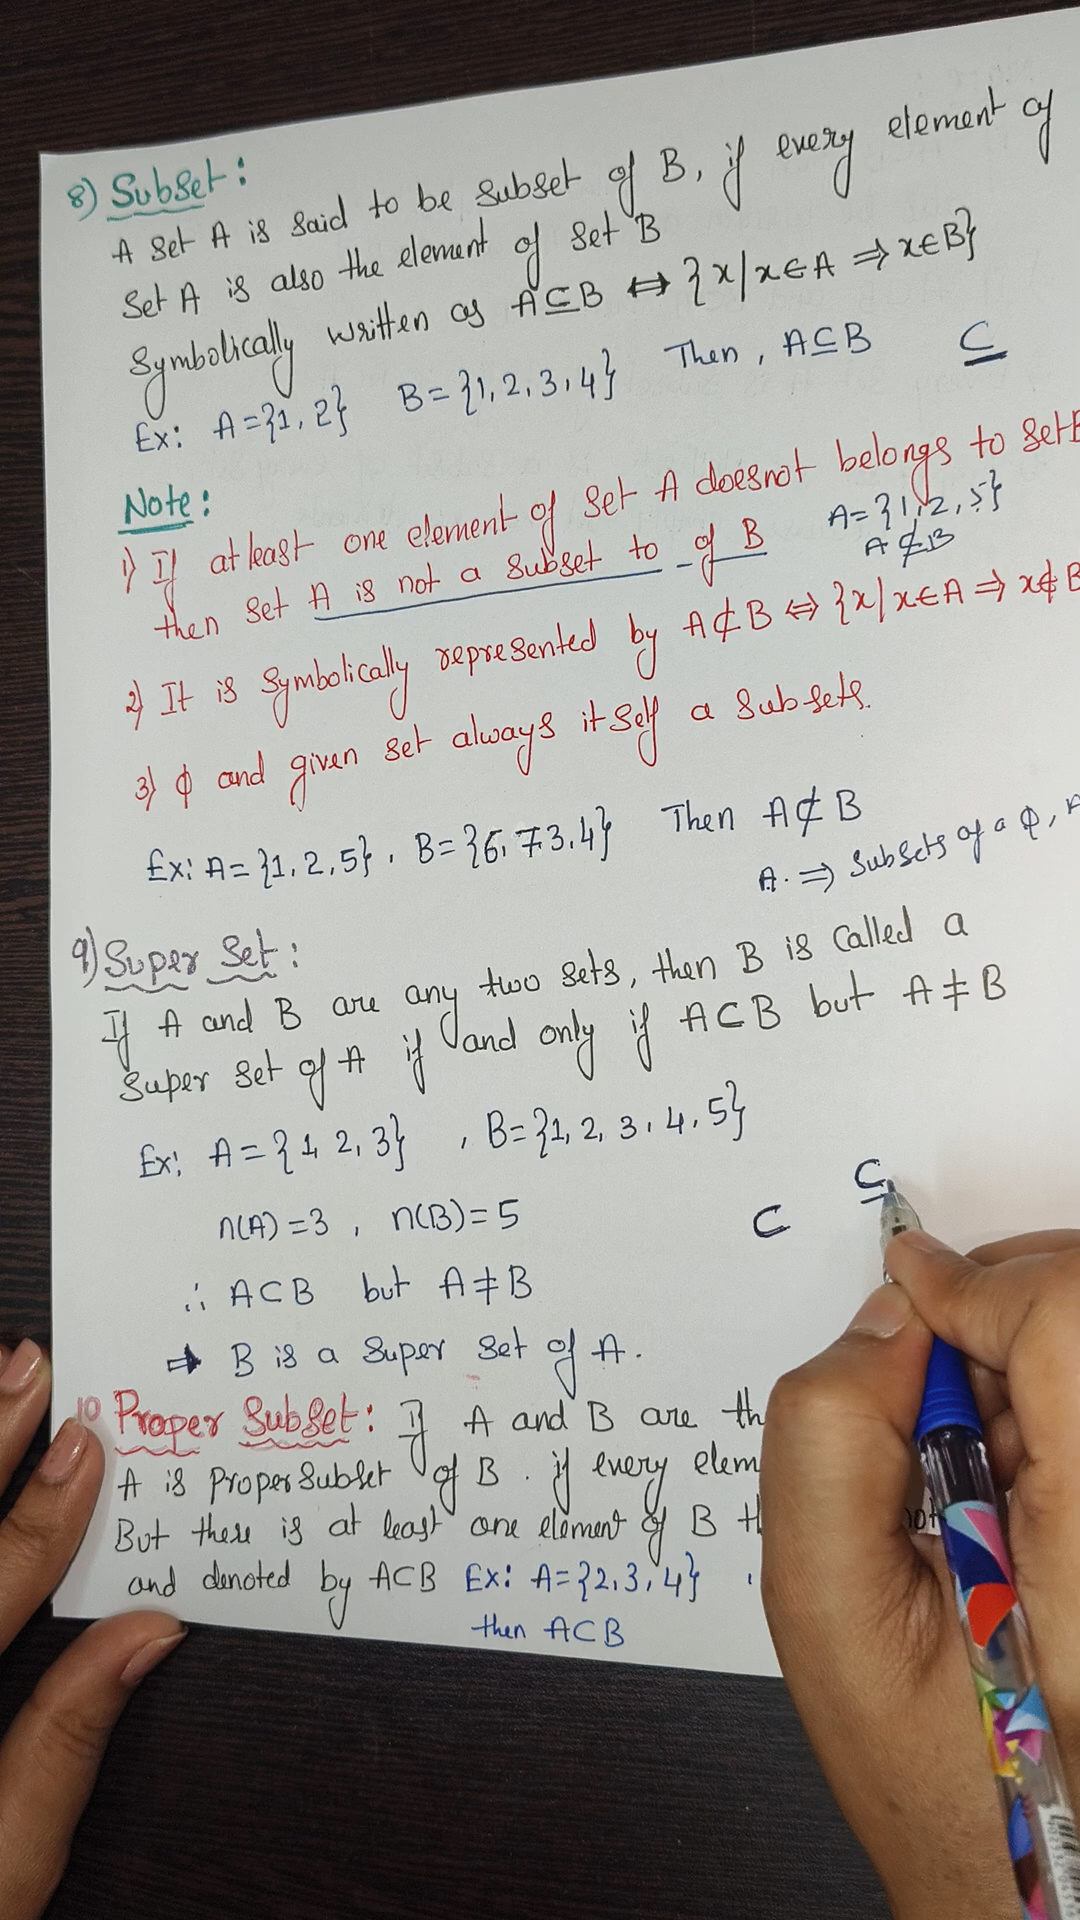 8) Subset:
A Set A is said to be subset of B, if every element of
Set A is also the element of Set B
Symbolically written as A⊆B ⇔ {x/x∈A ⇒ x∈B}
Ex: A={1,2} B={1,2,3,4} Then, A⊆B ⊆
Note:
1) If at least one element of Set A doesnot belongs to Set B
A={1,2,5}
then Set A is not a subset to of B A⊄B
2) It is Symbolically represented by A⊄B ⇔ {x/x∈A ⇒ x∉B
3) ϕ and given set always itself a subsets.
Ex: A={1,2,5}, B={6,7,3,4} Then A⊄B
A. ⇒ Subsets of a ϕ, A
9) Super Set:
If A and B are any two sets, then B is Called a
Super set of A if and only if A⊂B but A≠B
Ex: A={1,2,3} , B={1,2,3,4,5}
⊆
n(A)=3 , n(B)=5 ⊂
∴ A⊂B but A≠B
⇒ B is a Super Set of A.
10 Proper Subset: If A and B are th
A is Proper Subset of B. if every elem
But there is at least one element of B th not
and denoted by A⊂B Ex: A={2,3,4} ,
then A⊂B